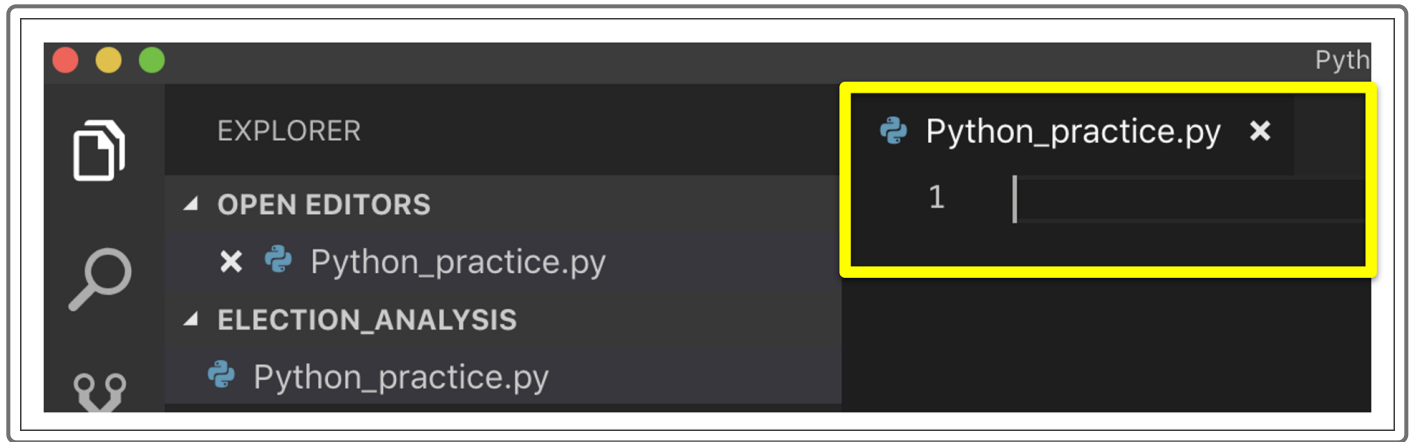 Pyth
EXPLORER
OPEN EDITORS
Python_practice.py
ELECTION_ANALYSIS
Python_practice.py
Python_practice.py
1